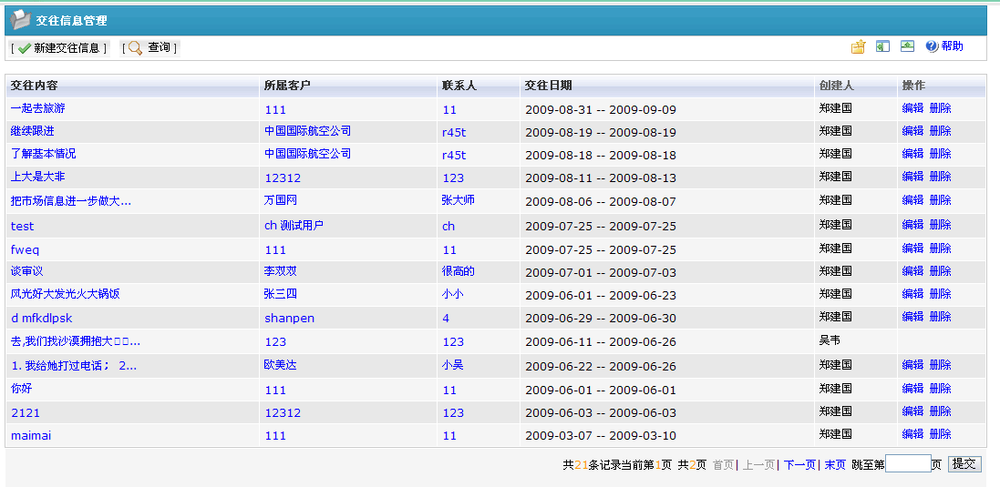 交往信息管理
[ 新建交往信息 ] [ 查询 ] 帮助
交往内容 所属客户 联系人 交往日期 创建人 操作
一起去旅游 111 11 2009-08-31 -- 2009-09-09 郑建国 编辑 删除
继续跟进 中国国际航空公司 r45t 2009-08-19 -- 2009-08-19 郑建国 编辑 删除
了解基本情况 中国国际航空公司 r45t 2009-08-18 -- 2009-08-18 郑建国 编辑 删除
上大是大非 12312 123 2009-08-11 -- 2009-08-13 郑建国 编辑 删除
把市场信息进一步做大... 万国网 张大师 2009-08-06 -- 2009-08-07 郑建国 编辑 删除
test ch 测试用户 ch 2009-07-25 -- 2009-07-25 郑建国 编辑 删除
fweq 111 11 2009-07-25 -- 2009-07-25 郑建国 编辑 删除
谈审议 李双双 很高的 2009-07-01 -- 2009-07-03 郑建国 编辑 删除
风光好大发光火大锅饭 张三四 小小 2009-06-01 -- 2009-06-23 郑建国 编辑 删除
d mfkdlpsk shanpen 4 2009-06-29 -- 2009-06-30 郑建国 编辑 删除
去,我们找沙漠拥抱大... 123 123 2009-06-11 -- 2009-06-26 吴韦
1. 我给她打过电话； 2... 欧美达 小吴 2009-06-22 -- 2009-06-26 郑建国 编辑 删除
你好 111 11 2009-06-01 -- 2009-06-01 郑建国 编辑 删除
2121 12312 123 2009-06-03 -- 2009-06-03 郑建国 编辑 删除
maimai 111 11 2009-03-07 -- 2009-03-10 郑建国 编辑 删除
共21条记录当前第1页 共2页 首页| 上一页| 下一页| 末页 跳至第 页 提交